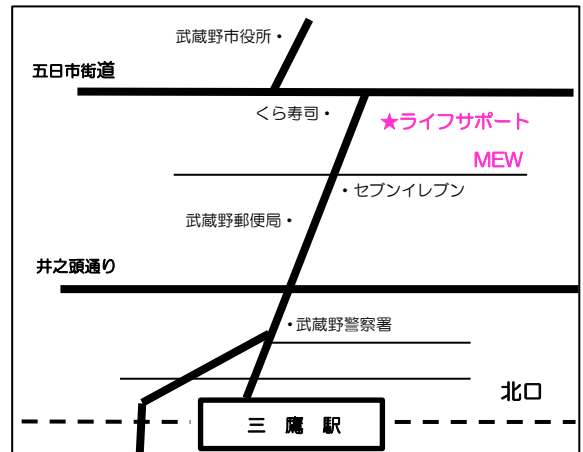 武蔵野市役所・
五日市街道
くら寿司・
★ライフサポート
MEW
・セブンイレブン
武蔵野郵便局・
井之頭通り
・武蔵野警察署
北口
三 鷹 駅